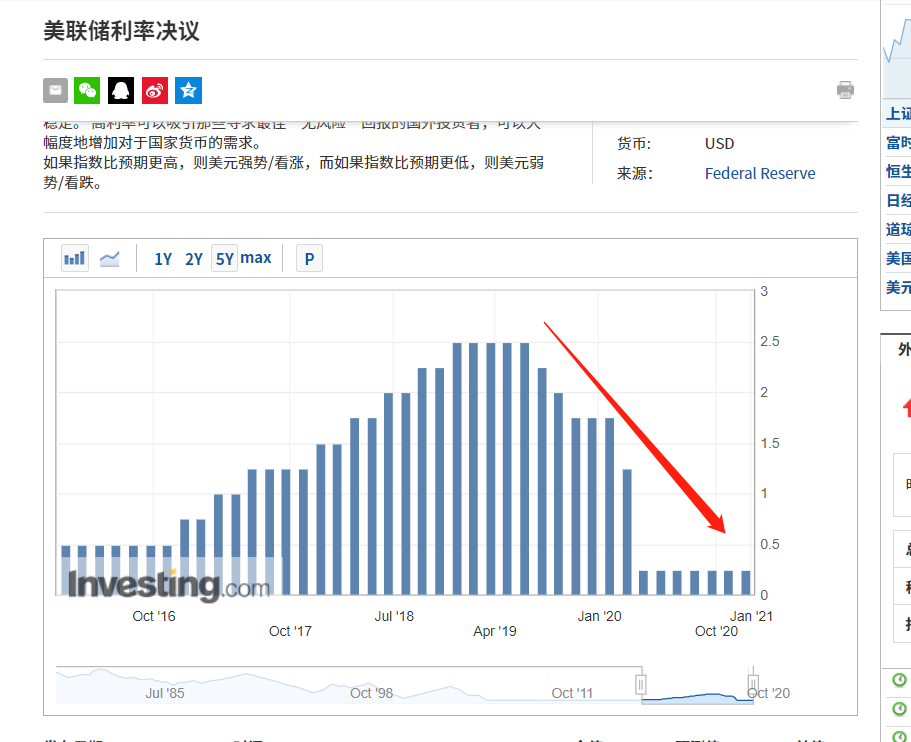 美联储利率决议
稳定。 高利率可以吸引那些寻求最佳“无风险”回报的国外投资者，可以大
幅度地增加对于国家货币的需求。
如果指数比预期更高，则美元强势/看涨，而如果指数比预期更低，则美元弱
势/看跌。
货币: USD
来源: Federal Reserve
1Y 2Y 5Y max P
3
2.5
2
1.5
1
0.5
0
Investing.com
Oct '16
Oct '17
Jul '18
Apr '19
Jan '20
Oct '20
Jan '21
Jul '85
Oct '98
Oct '11
Oct '20
上证
富时
恒生
日经
道琼
美国
美元
外